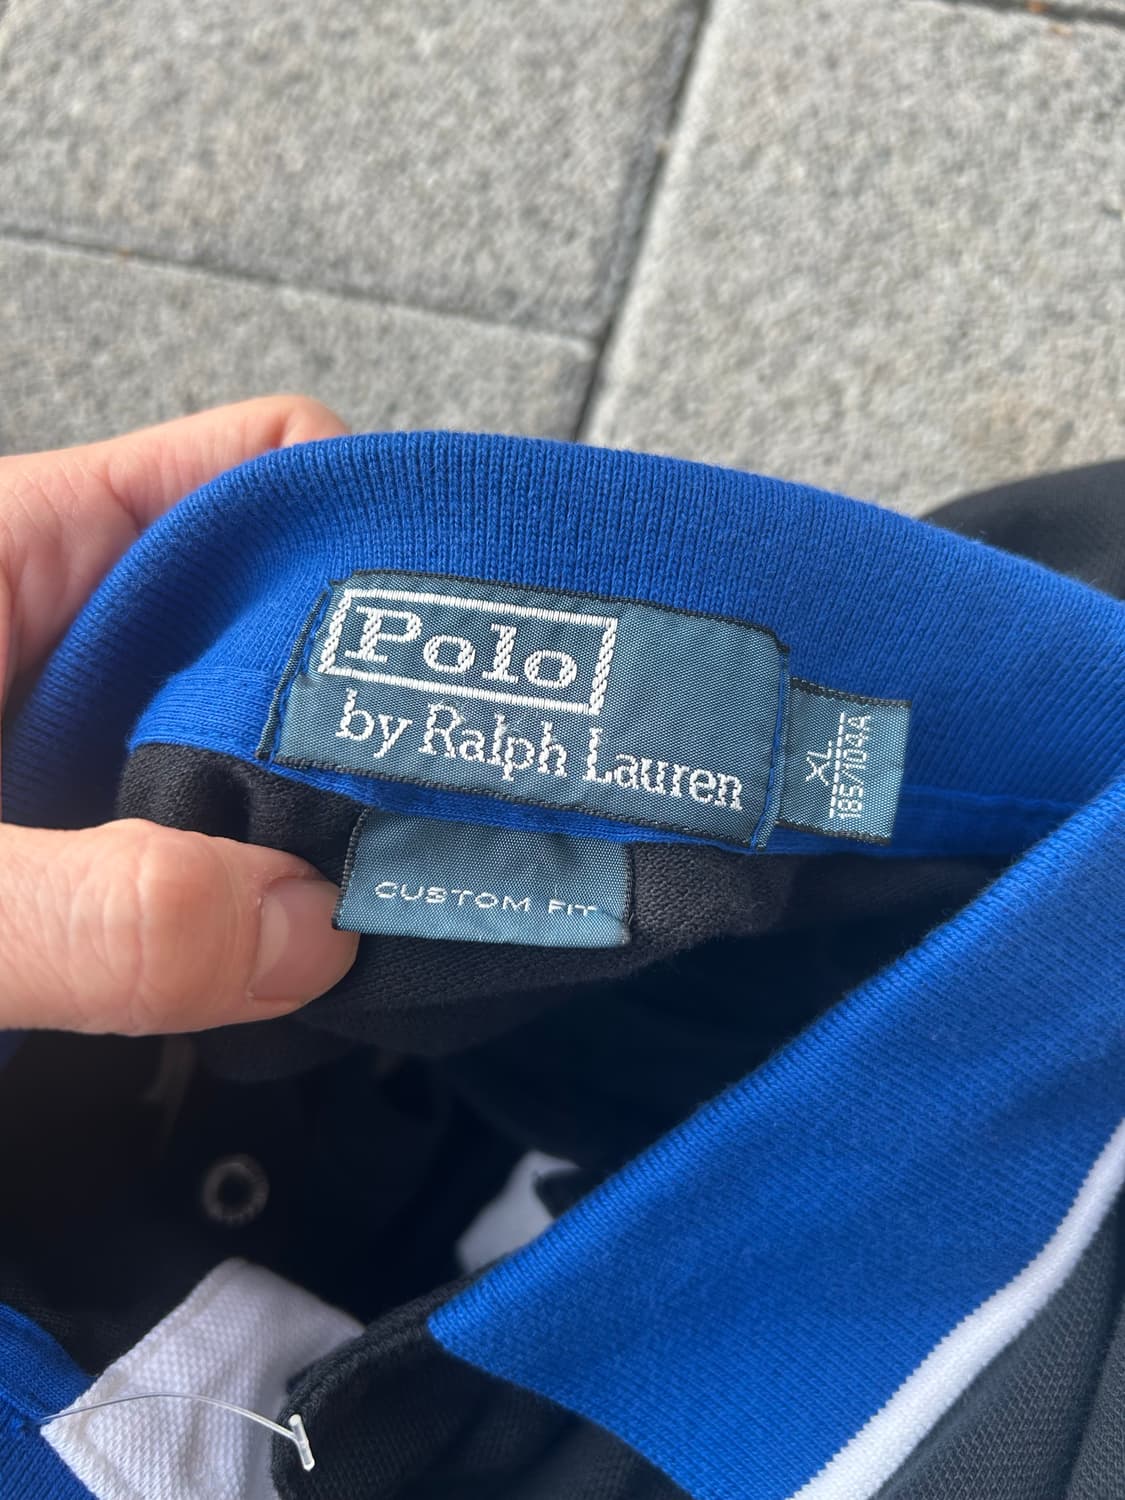 Polo
by Ralph Lauren
XL
185/104A
CUSTOM FIT